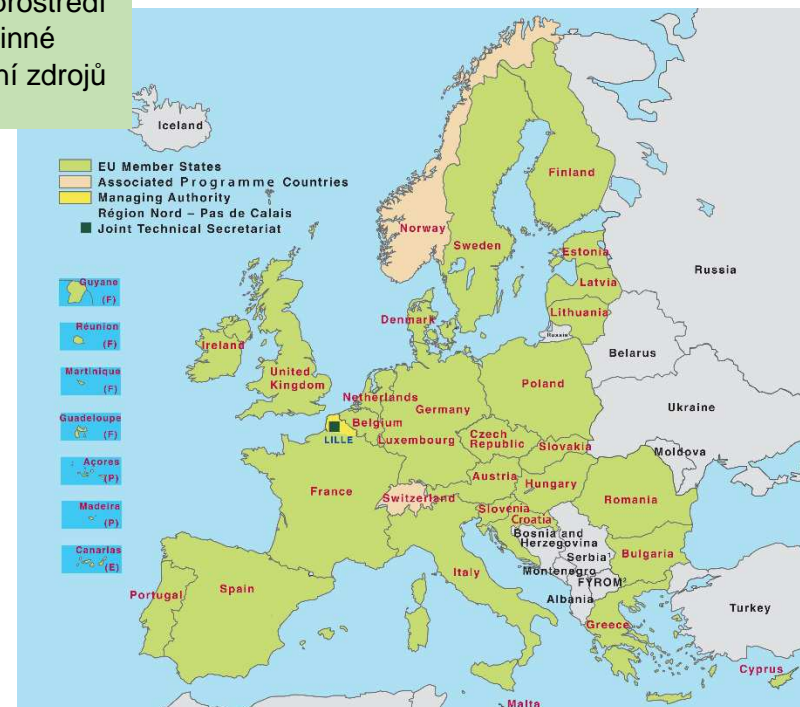 prostředí
inné
ní zdrojů
Iceland
EU Member States
Associated Programme Countries
Managing Authority
Région Nord – Pas de Calais
Joint Technical Secretariat
Finland
Norway
Sweden
Estonia
Russia
Latvia
Lithuania
Russia
Denmark
Guyane
(F)
Réunion
(F)
Martinique
(F)
Guadeloupe
(F)
Açores
(P)
Madeira
(P)
Canarias
(E)
Ireland
United
Kingdom
Belarus
Poland
Netherlands
Germany
Ukraine
Belgium
LILLE
Luxembourg
Czech
Republic
Slovakia
Moldova
Austria
Hungary
France
Switzerland
Romania
Slovenia
Croatia
Bosnia and
Herzegovina
Serbia¹
Bulgaria
Montenegro
FYROM²
Italy
Albania
Portugal
Spain
Turkey
Greece
Cyprus
Malta